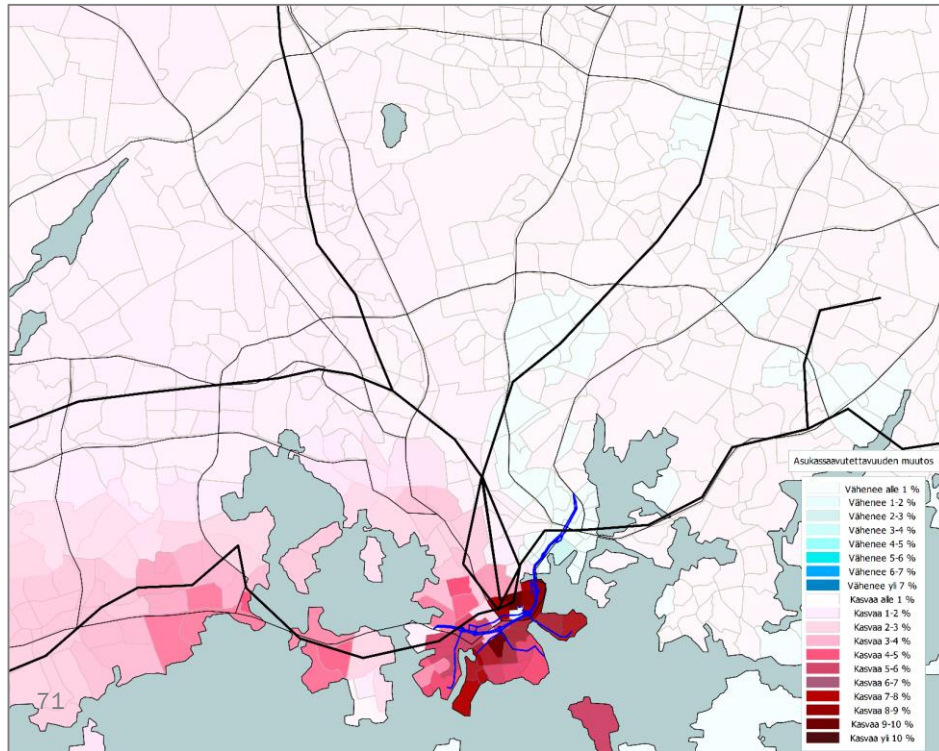 Asukassaavutettavuuden muutos
Vähenee alle 1 %
Vähenee 1-2 %
Vähenee 2-3 %
Vähenee 3-4 %
Vähenee 4-5 %
Vähenee 5-6 %
Vähenee 6-7 %
Vähenee yli 7 %
Kasvaa alle 1 %
Kasvaa 1-2 %
Kasvaa 2-3 %
Kasvaa 3-4 %
Kasvaa 4-5 %
Kasvaa 5-6 %
Kasvaa 6-7 %
Kasvaa 7-8 %
Kasvaa 8-9 %
Kasvaa 9-10 %
Kasvaa yli 10 %
71